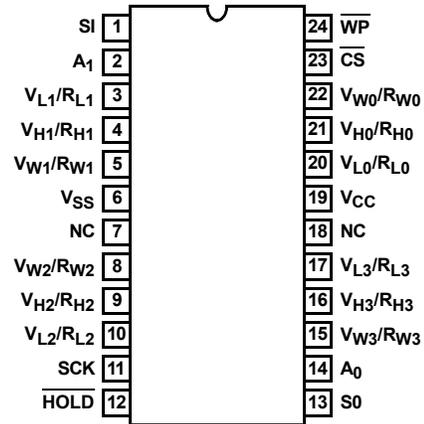 SI 1 24 W̅P̅
A1 2 23 C̅S̅
VL1/RL1 3 22 VW0/RW0
VH1/RH1 4 21 VH0/RH0
VW1/RW1 5 20 VL0/RL0
VSS 6 19 VCC
NC 7 18 NC
VW2/RW2 8 17 VL3/RL3
VH2/RH2 9 16 VH3/RH3
VL2/RL2 10 15 VW3/RW3
SCK 11 14 A0
H̅O̅L̅D̅ 12 13 S0